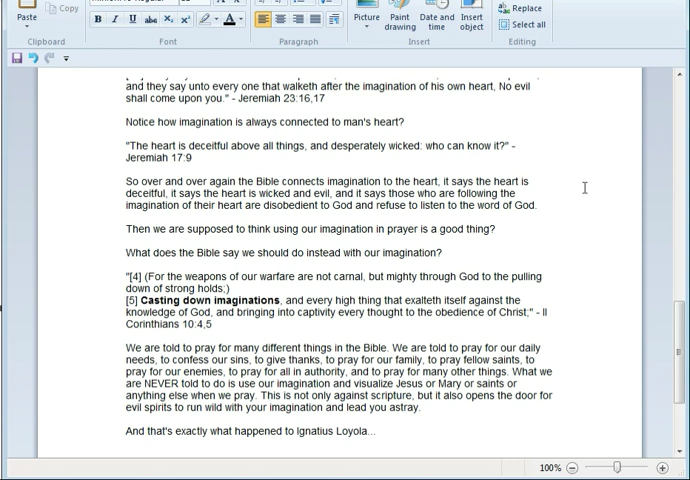 Copy
Paste
Clipboard
B I U abc X₂ X² A
Font
Paragraph
Picture
Paint drawing
Date and time
Insert object
Insert
Replace
Select all
Editing
and they say unto every one that walketh after the imagination of his own heart, No evil
shall come upon you." - Jeremiah 23:16,17
Notice how imagination is always connected to man's heart?
"The heart is deceitful above all things, and desperately wicked: who can know it?" -
Jeremiah 17:9
So over and over again the Bible connects imagination to the heart, it says the heart is
deceitful, it says the heart is wicked and evil, and it says those who are following the
imagination of their heart are disobedient to God and refuse to listen to the word of God.
Then we are supposed to think using our imagination in prayer is a good thing?
What does the Bible say we should do instead with our imagination?
"[4] (For the weapons of our warfare are not carnal, but mighty through God to the pulling
down of strong holds;)
[5] Casting down imaginations, and every high thing that exalteth itself against the
knowledge of God, and bringing into captivity every thought to the obedience of Christ;" - II
Corinthians 10:4,5
We are told to pray for many different things in the Bible. We are told to pray for our daily
needs, to confess our sins, to give thanks, to pray for our family, to pray fellow saints, to
pray for our enemies, to pray for all in authority, and to pray for many other things. What we
are NEVER told to do is use our imagination and visualize Jesus or Mary or saints or
anything else when we pray. This is not only against scripture, but it also opens the door for
evil spirits to run wild with your imagination and lead you astray.
And that's exactly what happened to Ignatius Loyola...
100%